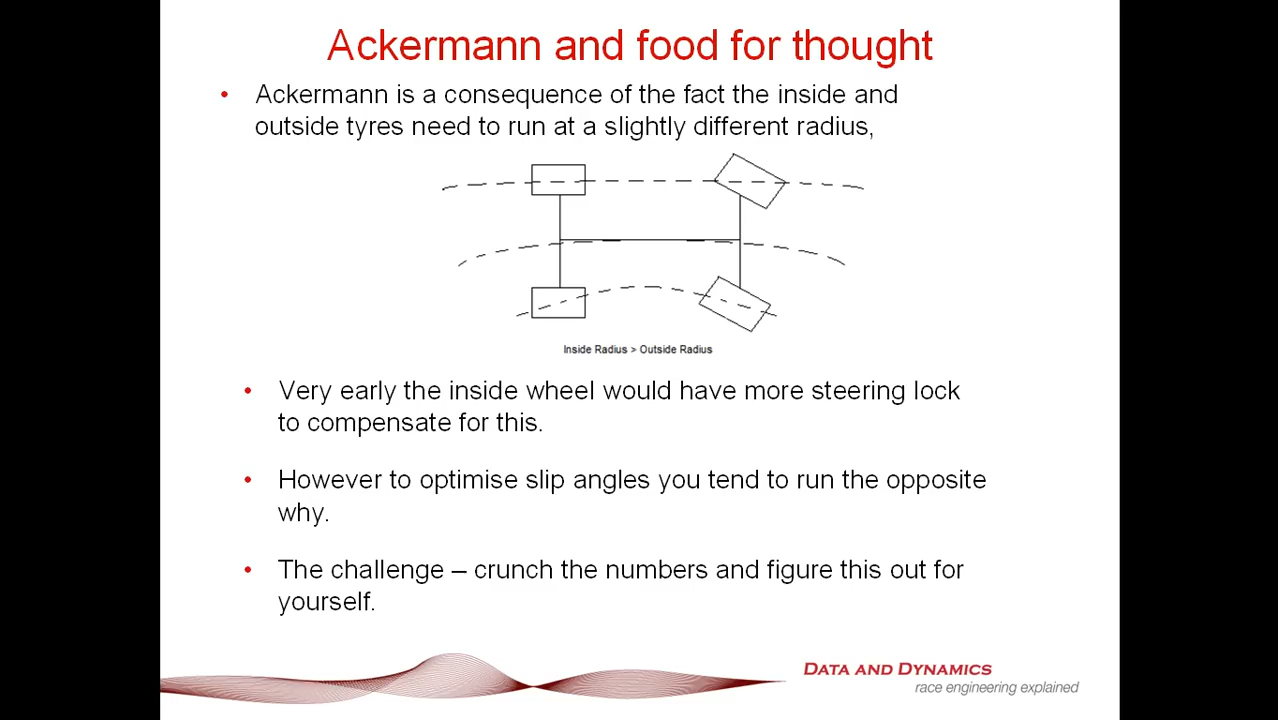 Ackermann and food for thought
• Ackermann is a consequence of the fact the inside and
outside tyres need to run at a slightly different radius,
Inside Radius > Outside Radius
• Very early the inside wheel would have more steering lock
to compensate for this.
• However to optimise slip angles you tend to run the opposite
why.
• The challenge – crunch the numbers and figure this out for
yourself.
DATA AND DYNAMICS
race engineering explained